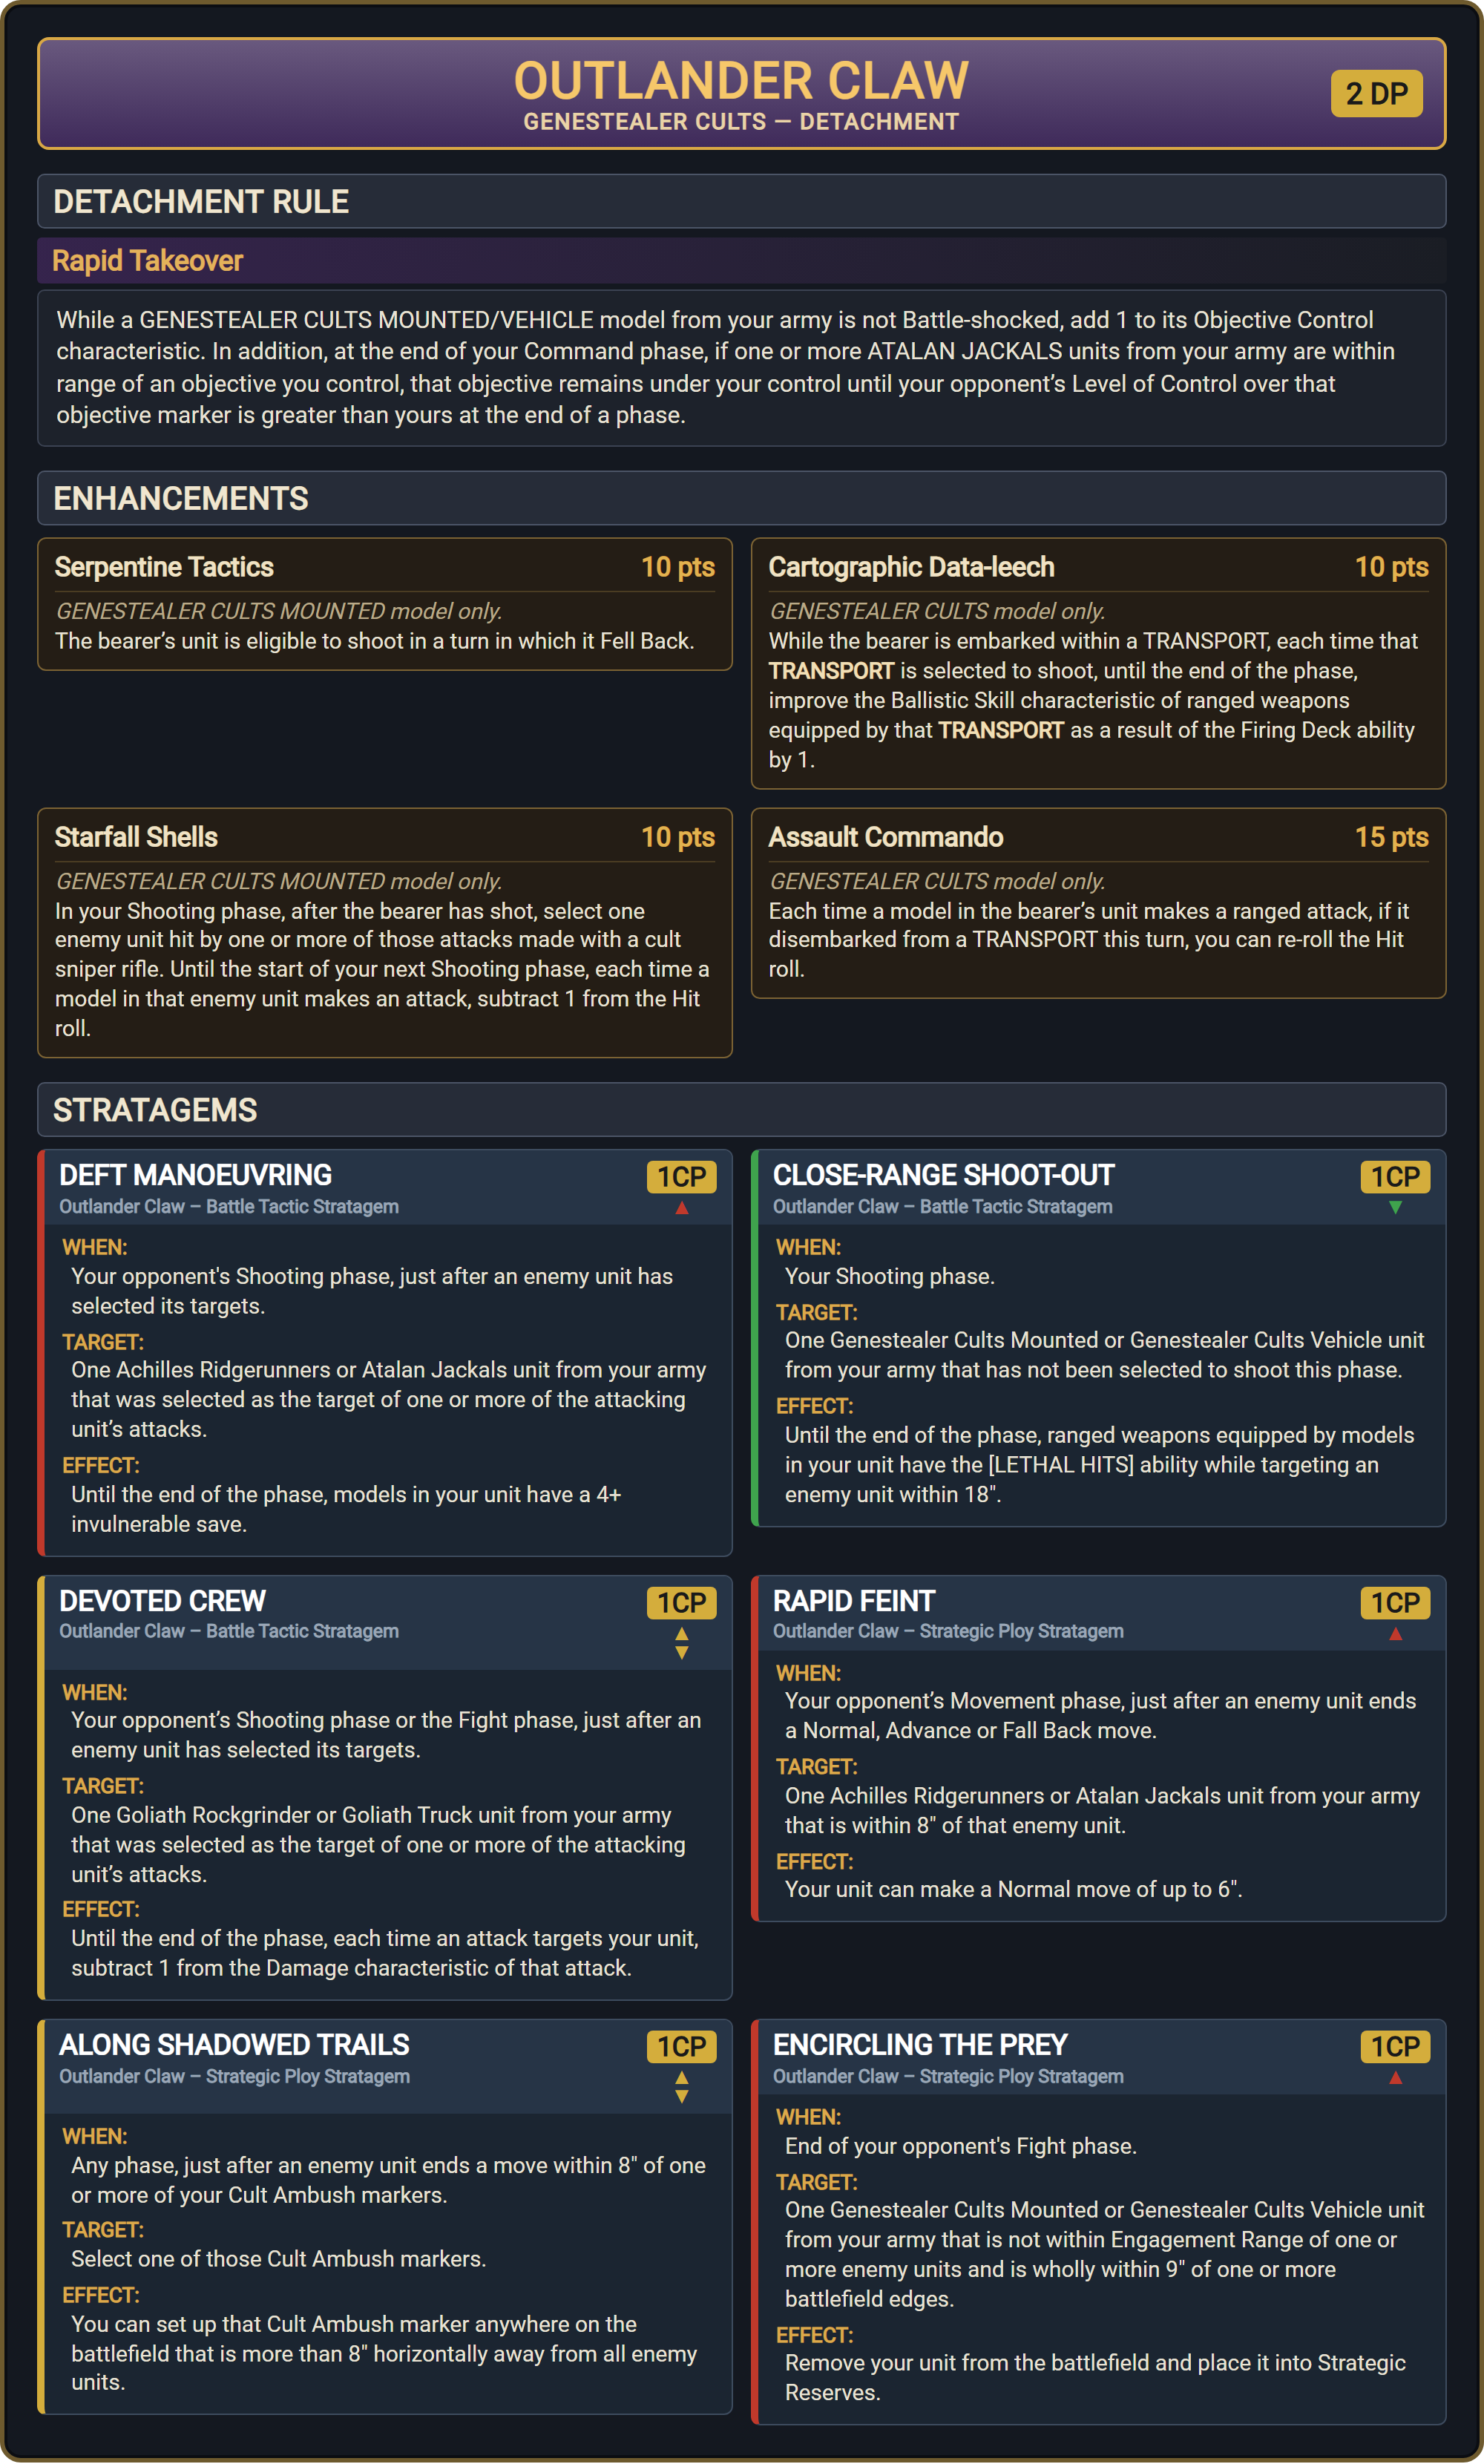 OUTLANDER CLAW
GENESTEALER CULTS — DETACHMENT
2 DP
DETACHMENT RULE
Rapid Takeover
While a GENESTEALER CULTS MOUNTED/VEHICLE model from your army is not Battle-shocked, add 1 to its Objective Control
characteristic. In addition, at the end of your Command phase, if one or more ATALAN JACKALS units from your army are within
range of an objective you control, that objective remains under your control until your opponent’s Level of Control over that
objective marker is greater than yours at the end of a phase.
ENHANCEMENTS
Serpentine Tactics 10 pts
GENESTEALER CULTS MOUNTED model only.
The bearer’s unit is eligible to shoot in a turn in which it Fell Back.
Cartographic Data-leech 10 pts
GENESTEALER CULTS model only.
While the bearer is embarked within a TRANSPORT, each time that
TRANSPORT is selected to shoot, until the end of the phase,
improve the Ballistic Skill characteristic of ranged weapons
equipped by that TRANSPORT as a result of the Firing Deck ability
by 1.
Starfall Shells 10 pts
GENESTEALER CULTS MOUNTED model only.
In your Shooting phase, after the bearer has shot, select one
enemy unit hit by one or more of those attacks made with a cult
sniper rifle. Until the start of your next Shooting phase, each time a
model in that enemy unit makes an attack, subtract 1 from the Hit
roll.
Assault Commando 15 pts
GENESTEALER CULTS model only.
Each time a model in the bearer’s unit makes a ranged attack, if it
disembarked from a TRANSPORT this turn, you can re-roll the Hit
roll.
STRATAGEMS
DEFT MANOEUVRING 1CP
Outlander Claw – Battle Tactic Stratagem ▲
WHEN:
Your opponent's Shooting phase, just after an enemy unit has
selected its targets.
TARGET:
One Achilles Ridgerunners or Atalan Jackals unit from your army
that was selected as the target of one or more of the attacking
unit’s attacks.
EFFECT:
Until the end of the phase, models in your unit have a 4+
invulnerable save.
CLOSE-RANGE SHOOT-OUT 1CP
Outlander Claw – Battle Tactic Stratagem ▼
WHEN:
Your Shooting phase.
TARGET:
One Genestealer Cults Mounted or Genestealer Cults Vehicle unit
from your army that has not been selected to shoot this phase.
EFFECT:
Until the end of the phase, ranged weapons equipped by models
in your unit have the [LETHAL HITS] ability while targeting an
enemy unit within 18".
DEVOTED CREW 1CP
Outlander Claw – Battle Tactic Stratagem ▲
▼
WHEN:
Your opponent’s Shooting phase or the Fight phase, just after an
enemy unit has selected its targets.
TARGET:
One Goliath Rockgrinder or Goliath Truck unit from your army
that was selected as the target of one or more of the attacking
unit’s attacks.
EFFECT:
Until the end of the phase, each time an attack targets your unit,
subtract 1 from the Damage characteristic of that attack.
RAPID FEINT 1CP
Outlander Claw – Strategic Ploy Stratagem ▲
WHEN:
Your opponent’s Movement phase, just after an enemy unit ends
a Normal, Advance or Fall Back move.
TARGET:
One Achilles Ridgerunners or Atalan Jackals unit from your army
that is within 8" of that enemy unit.
EFFECT:
Your unit can make a Normal move of up to 6".
ALONG SHADOWED TRAILS 1CP
Outlander Claw – Strategic Ploy Stratagem ▲
▼
WHEN:
Any phase, just after an enemy unit ends a move within 8" of one
or more of your Cult Ambush markers.
TARGET:
Select one of those Cult Ambush markers.
EFFECT:
You can set up that Cult Ambush marker anywhere on the
battlefield that is more than 8" horizontally away from all enemy
units.
ENCIRCLING THE PREY 1CP
Outlander Claw – Strategic Ploy Stratagem ▲
WHEN:
End of your opponent's Fight phase.
TARGET:
One Genestealer Cults Mounted or Genestealer Cults Vehicle unit
from your army that is not within Engagement Range of one or
more enemy units and is wholly within 9" of one or more
battlefield edges.
EFFECT:
Remove your unit from the battlefield and place it into Strategic
Reserves.